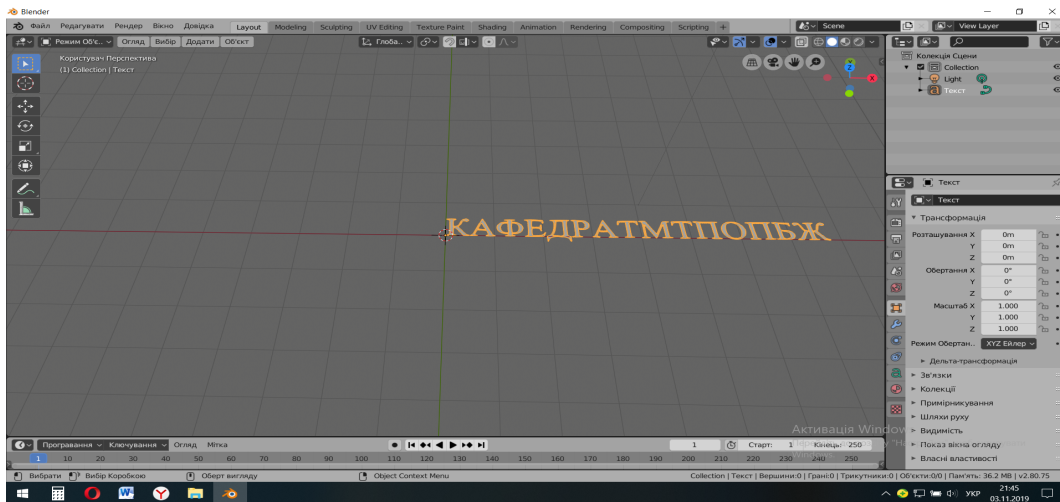 Blender
Файл Редагувати Рендер Вікно Довідка Layout Modeling Sculpting UV Editing Texture Paint Shading Animation Rendering Compositing Scripting + Scene View Layer
Режим Об'є.. Огляд Вибір Додати Об'єкт Глоба..
Користувач Перспектива
(1) Collection | Текст
Z
X
Колекція Сцени
Collection
Light
Текст
КАФЕДРАТМТПОПБЖ
Текст
Текст
Трансформація
Розташування X 0m
Y 0m
Z 0m
Обертання X 0°
Y 0°
Z 0°
Масштаб X 1.000
Y 1.000
Z 1.000
Режим Обертан.. XYZ Ейлер
Дельта-трансформація
Зв'язки
Колекції
Примірникування
Шляхи руху
Видимість
Показ вікна огляду
Власні властивості
Активація Window
Програвання Ключування Огляд Мітка 1 Старт: 1 Кінець: 250
1 10 20 30 40 50 60 70 80 90 100 110 120 130 140 150 160 170 180 190 200 210 220 230 240 250
Вибрати Вибір Коробкою Оберт вигляду Object Context Menu Collection | Текст | Вершини:0 | Грані:0 | Трикутники:0 | Об'єкти:0/0 | Пам'ять: 36.2 MB | v2.80.75
УКР 21:45
03.11.2019